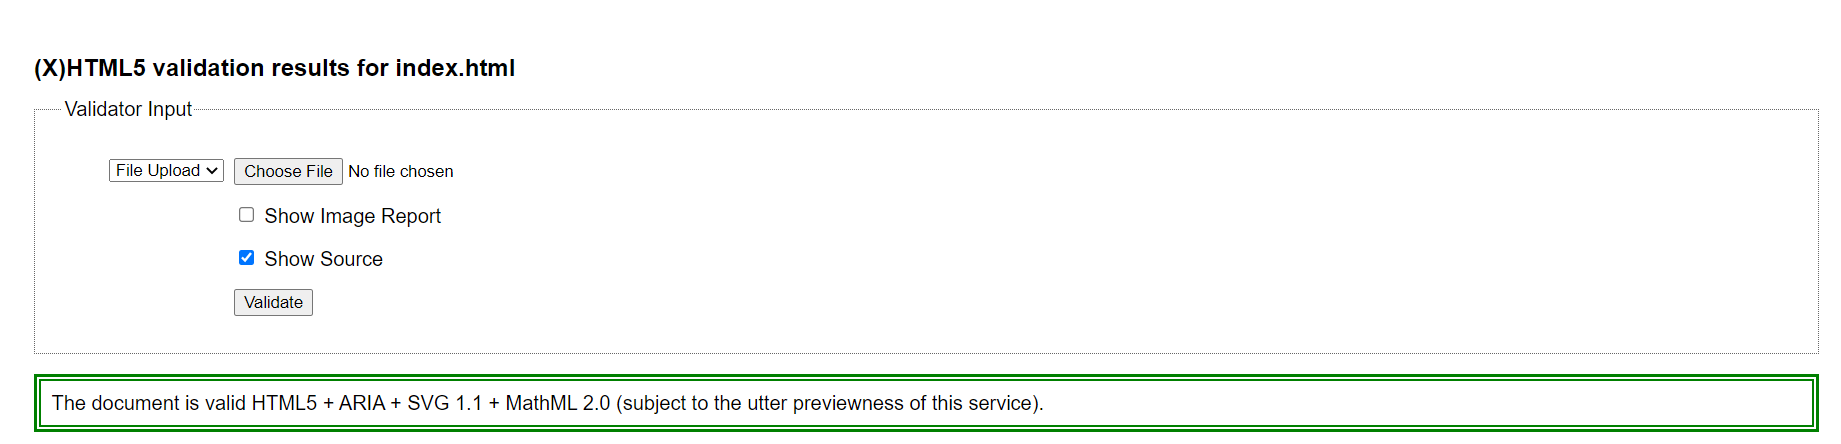 (X)HTML5 validation results for index.html
Validator Input
File Upload Choose File No file chosen
Show Image Report
Show Source
Validate
The document is valid HTML5 + ARIA + SVG 1.1 + MathML 2.0 (subject to the utter previewness of this service).